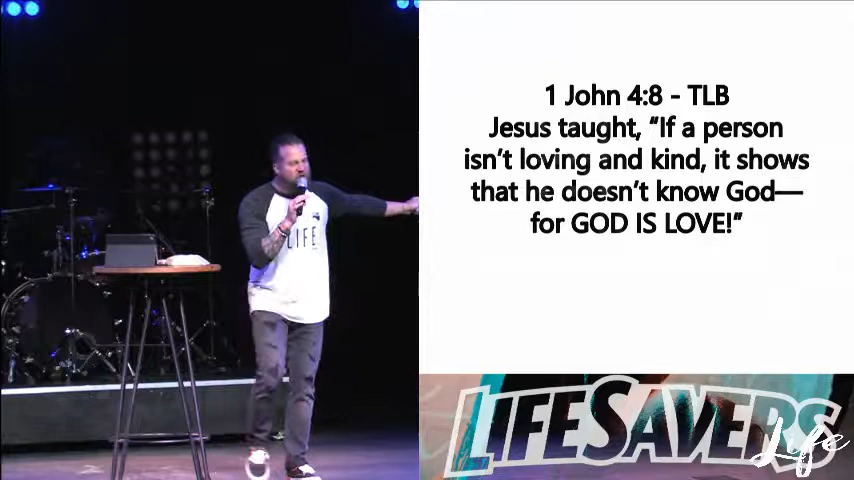 LIFE
1 John 4:8 - TLB
Jesus taught, “If a person
isn’t loving and kind, it shows
that he doesn’t know God—
for GOD IS LOVE!”
LIFESAVERS
Life